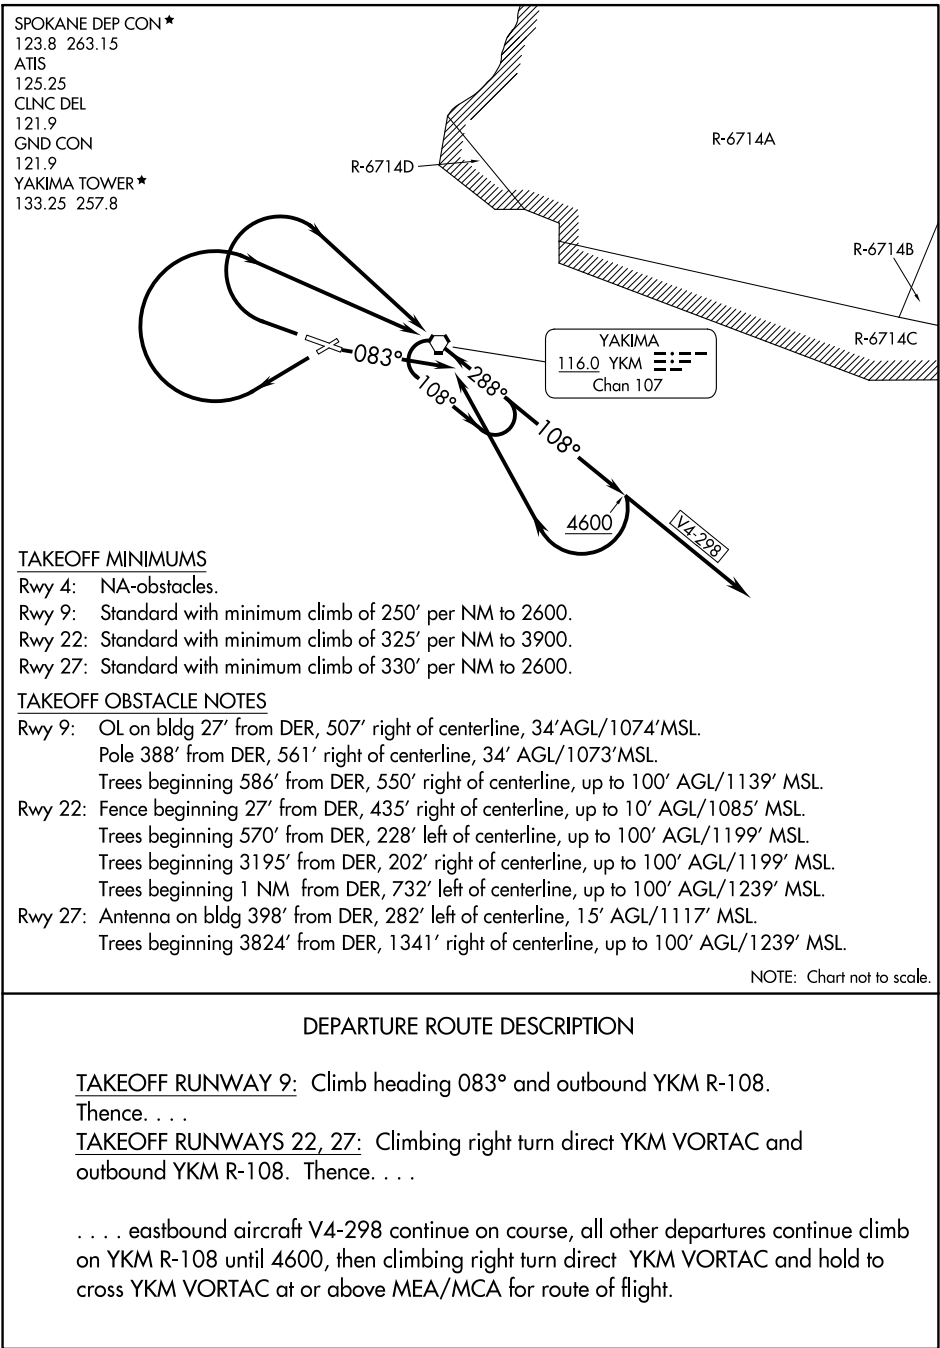 SPOKANE DEP CON★
123.8 263.15
ATIS
125.25
CLNC DEL
121.9
GND CON
121.9
YAKIMA TOWER★
133.25 257.8
R-6714A
R-6714D
R-6714B
R-6714C
YAKIMA
116.0 YKM
Chan 107
083°
288°
108°
108°
4600
V4-298
TAKEOFF MINIMUMS
Rwy 4: NA-obstacles.
Rwy 9: Standard with minimum climb of 250′ per NM to 2600.
Rwy 22: Standard with minimum climb of 325′ per NM to 3900.
Rwy 27: Standard with minimum climb of 330′ per NM to 2600.
TAKEOFF OBSTACLE NOTES
Rwy 9: OL on bldg 27′ from DER, 507′ right of centerline, 34′AGL/1074′MSL.
Pole 388′ from DER, 561′ right of centerline, 34′ AGL/1073′MSL.
Trees beginning 586′ from DER, 550′ right of centerline, up to 100′ AGL/1139′ MSL.
Rwy 22: Fence beginning 27′ from DER, 435′ right of centerline, up to 10′ AGL/1085′ MSL.
Trees beginning 570′ from DER, 228′ left of centerline, up to 100′ AGL/1199′ MSL.
Trees beginning 3195′ from DER, 202′ right of centerline, up to 100′ AGL/1199′ MSL.
Trees beginning 1 NM from DER, 732′ left of centerline, up to 100′ AGL/1239′ MSL.
Rwy 27: Antenna on bldg 398′ from DER, 282′ left of centerline, 15′ AGL/1117′ MSL.
Trees beginning 3824′ from DER, 1341′ right of centerline, up to 100′ AGL/1239′ MSL.
NOTE: Chart not to scale.
DEPARTURE ROUTE DESCRIPTION
TAKEOFF RUNWAY 9: Climb heading 083° and outbound YKM R-108.
Thence. . . .
TAKEOFF RUNWAYS 22, 27: Climbing right turn direct YKM VORTAC and
outbound YKM R-108. Thence. . . .
. . . . eastbound aircraft V4-298 continue on course, all other departures continue climb
on YKM R-108 until 4600, then climbing right turn direct YKM VORTAC and hold to
cross YKM VORTAC at or above MEA/MCA for route of flight.